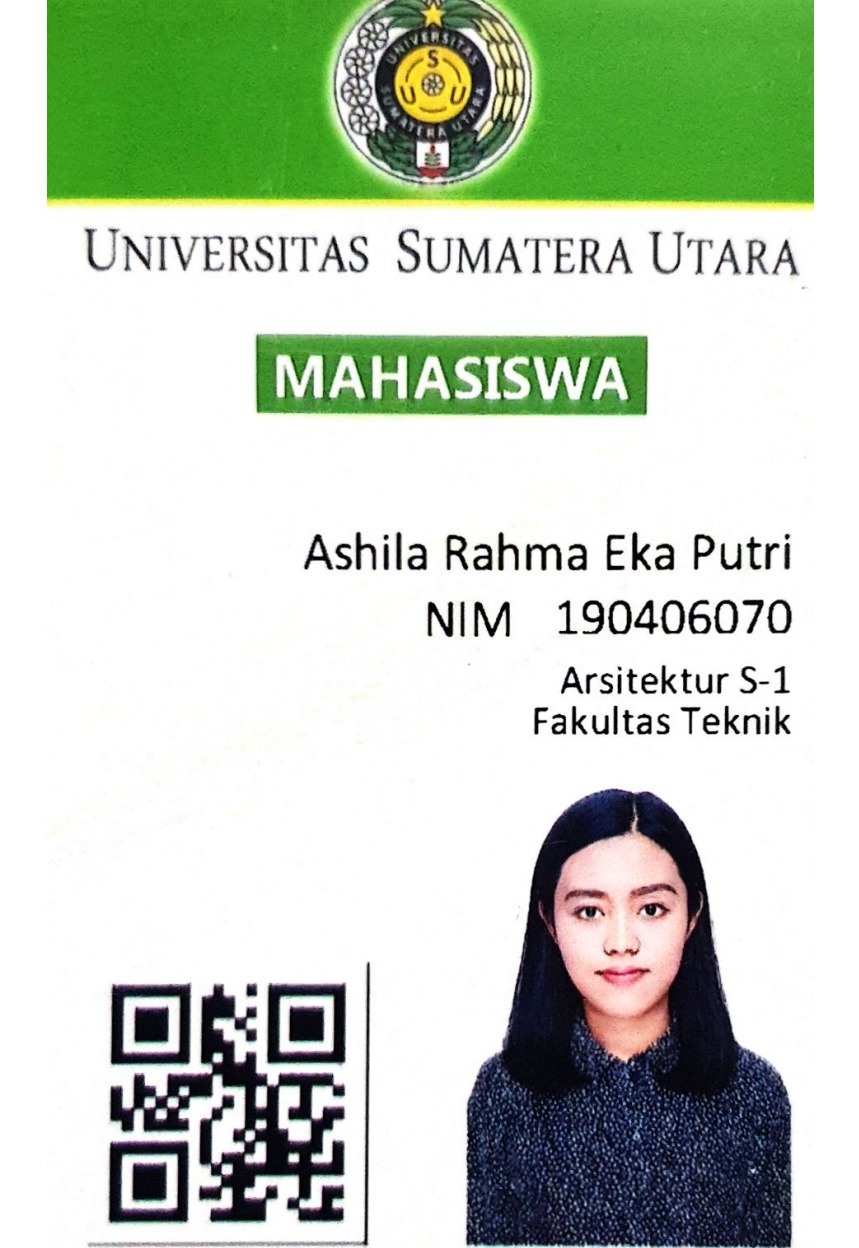 UNIVERSITAS
SUMATERA UTARA
S
U U
UNIVERSITAS SUMATERA UTARA
MAHASISWA
Ashila Rahma Eka Putri
NIM 190406070
Arsitektur S-1
Fakultas Teknik